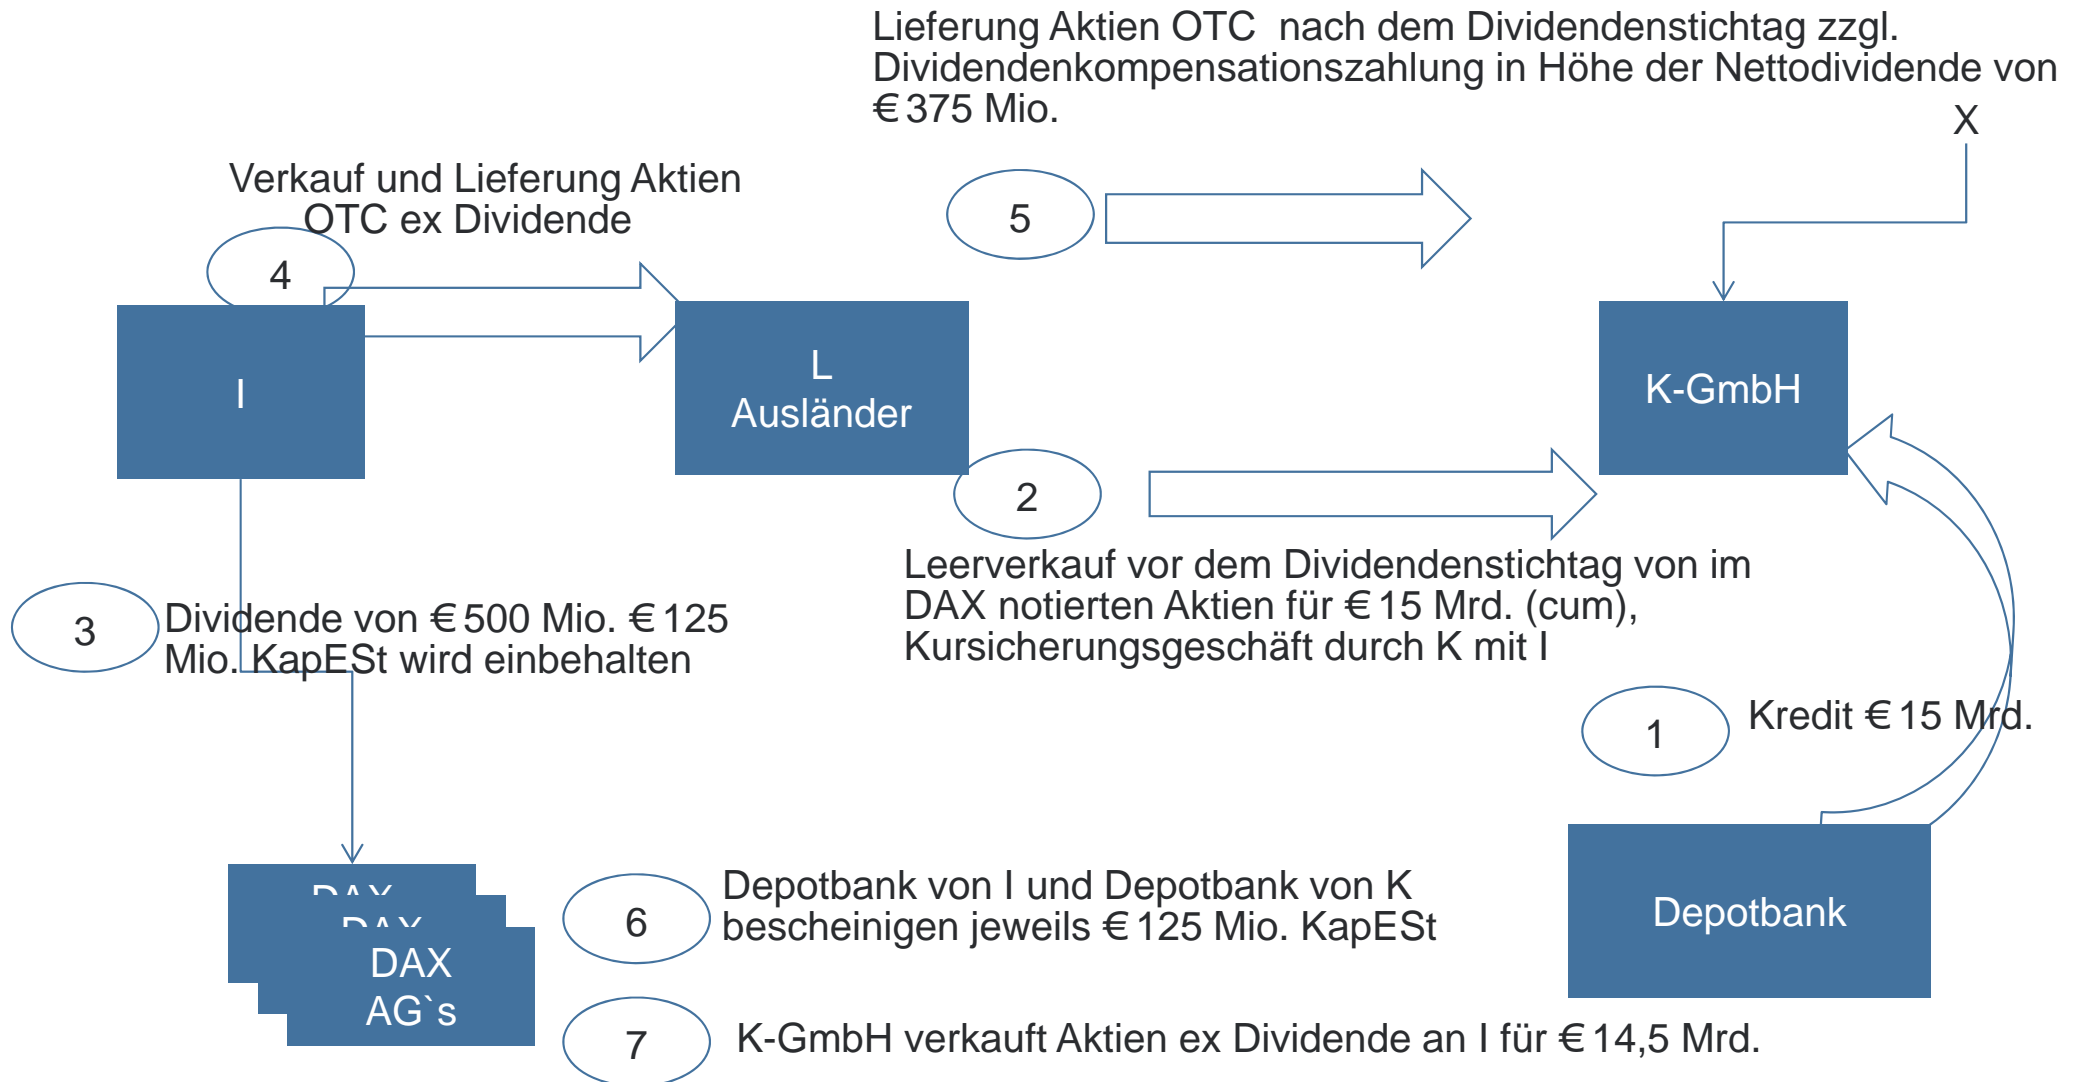 Lieferung Aktien OTC nach dem Dividendenstichtag zzgl.
Dividendenkompensationszahlung in Höhe der Nettodividende von
€ 375 Mio.
X
Verkauf und Lieferung Aktien
OTC ex Dividende
5
4
I
L
Ausländer
K-GmbH
2
Leerverkauf vor dem Dividendenstichtag von im
DAX notierten Aktien für € 15 Mrd. (cum),
Kursicherungsgeschäft durch K mit I
3
Dividende von € 500 Mio. € 125
Mio. KapESt wird einbehalten
1
Kredit € 15 Mrd.
DAX
DAX
DAX
AG`s
6
Depotbank von I und Depotbank von K
bescheinigen jeweils € 125 Mio. KapESt
Depotbank
7
K-GmbH verkauft Aktien ex Dividende an I für € 14,5 Mrd.